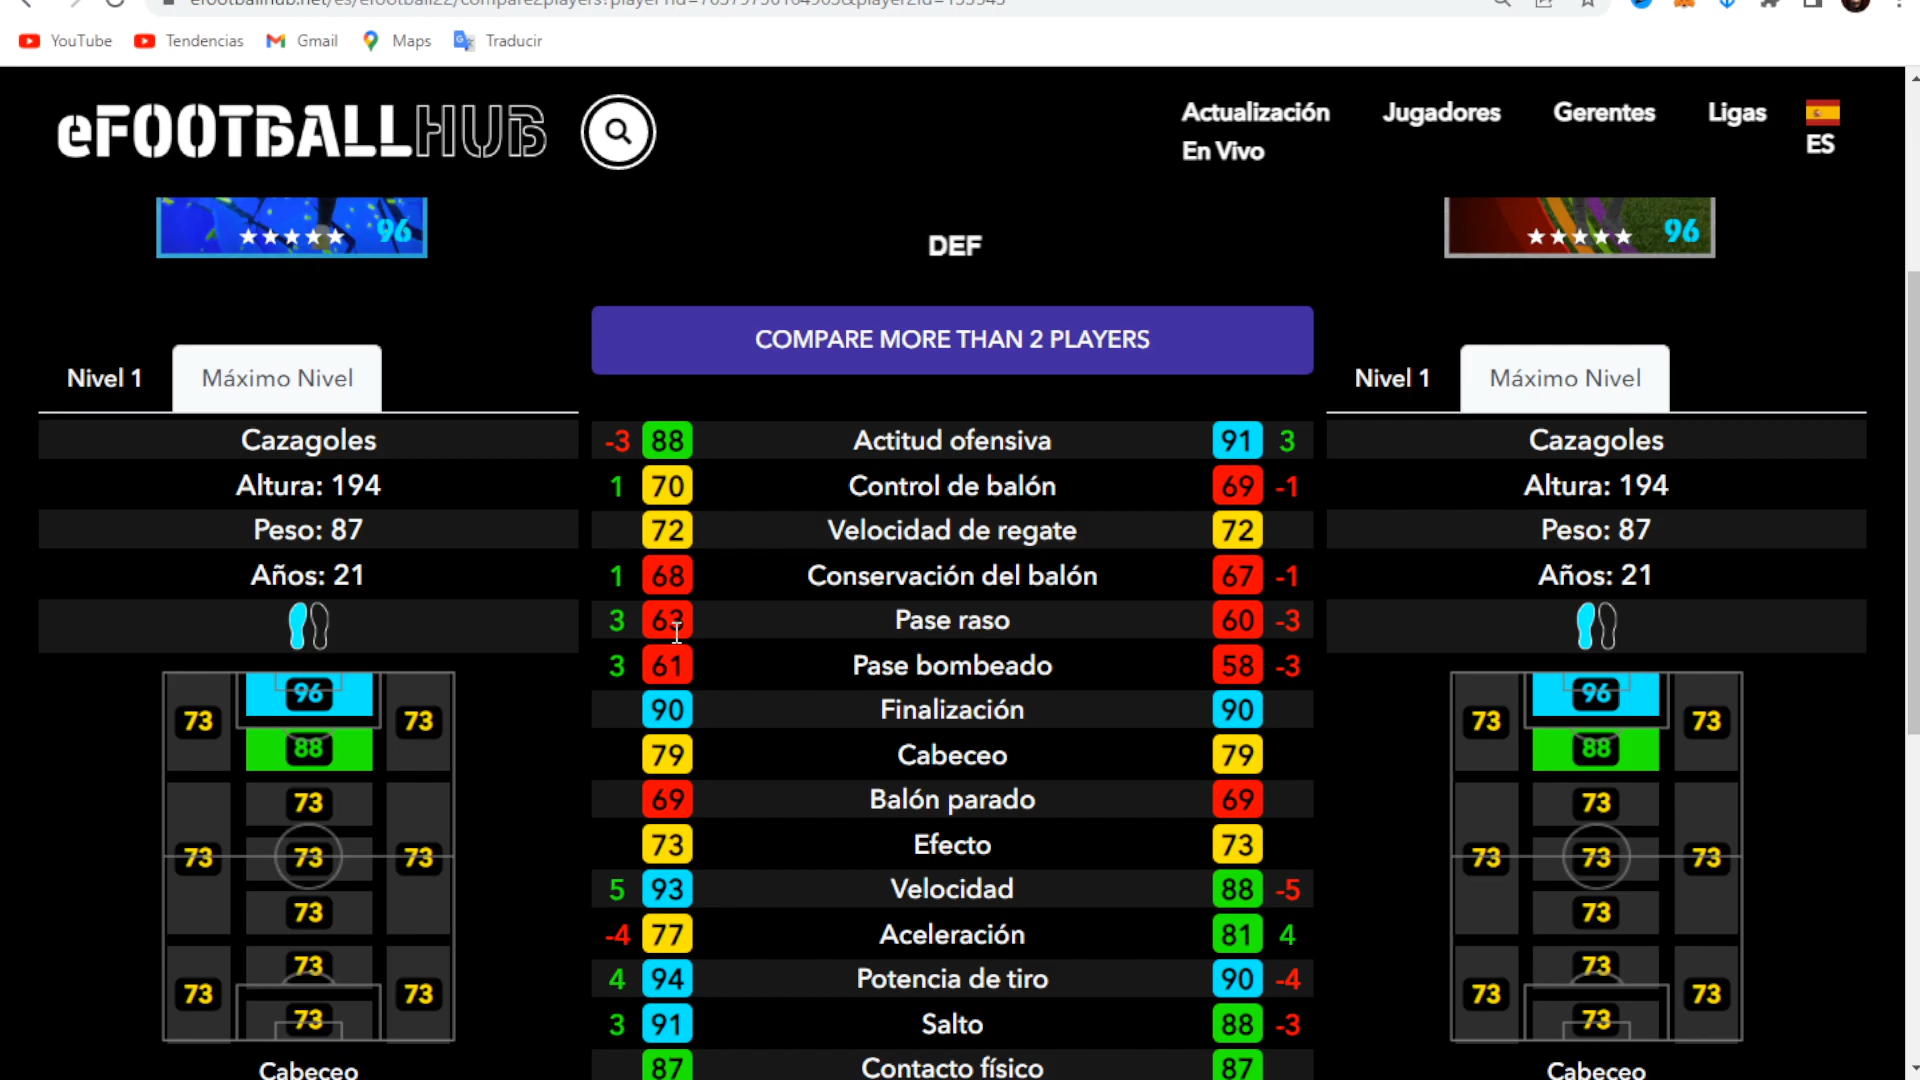 YouTube Tendencias Gmail Maps Traducir
eFOOTBALLHUB
Actualización En Vivo Jugadores Gerentes Ligas ES
96
DEF
96
COMPARE MORE THAN 2 PLAYERS
Nivel 1 Máximo Nivel
Cazagoles
Altura: 194
Peso: 87
Años: 21
96
73 73
88
73
73 73 73
73
73
73 73
73
Cabeceo
-3 88 Actitud ofensiva 91 3
1 70 Control de balón 69 -1
72 Velocidad de regate 72
1 68 Conservación del balón 67 -1
3 63 Pase raso 60 -3
3 61 Pase bombeado 58 -3
90 Finalización 90
79 Cabeceo 79
69 Balón parado 69
73 Efecto 73
5 93 Velocidad 88 -5
-4 77 Aceleración 81 4
4 94 Potencia de tiro 90 -4
3 91 Salto 88 -3
87 Contacto físico 87
Nivel 1 Máximo Nivel
Cazagoles
Altura: 194
Peso: 87
Años: 21
96
73 73
88
73
73 73 73
73
73
73 73
73
Cabeceo